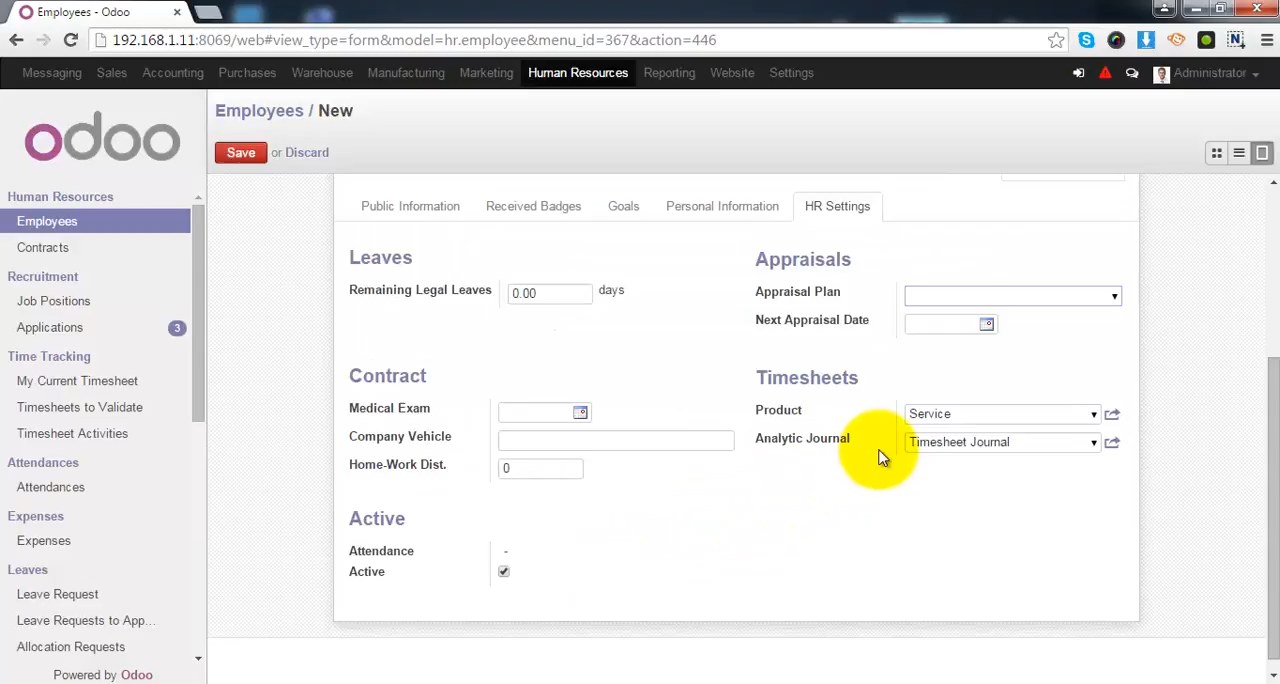 Employees - Odoo
192.168.1.11:8069/web#view_type=form&model=hr.employee&menu_id=367&action=446
Messaging Sales Accounting Purchases Warehouse Manufacturing Marketing Human Resources Reporting Website Settings Administrator
odoo
Employees / New
Save or Discard
Human Resources
Employees
Contracts
Recruitment
Job Positions
Applications 3
Time Tracking
My Current Timesheet
Timesheets to Validate
Timesheet Activities
Attendances
Attendances
Expenses
Expenses
Leaves
Leave Request
Leave Requests to App...
Allocation Requests
Powered by Odoo
Public Information Received Badges Goals Personal Information HR Settings
Leaves
Remaining Legal Leaves 0.00 days
Appraisals
Appraisal Plan
Next Appraisal Date
Contract
Medical Exam
Company Vehicle
Home-Work Dist. 0
Timesheets
Product Service
Analytic Journal Timesheet Journal
Active
Attendance -
Active